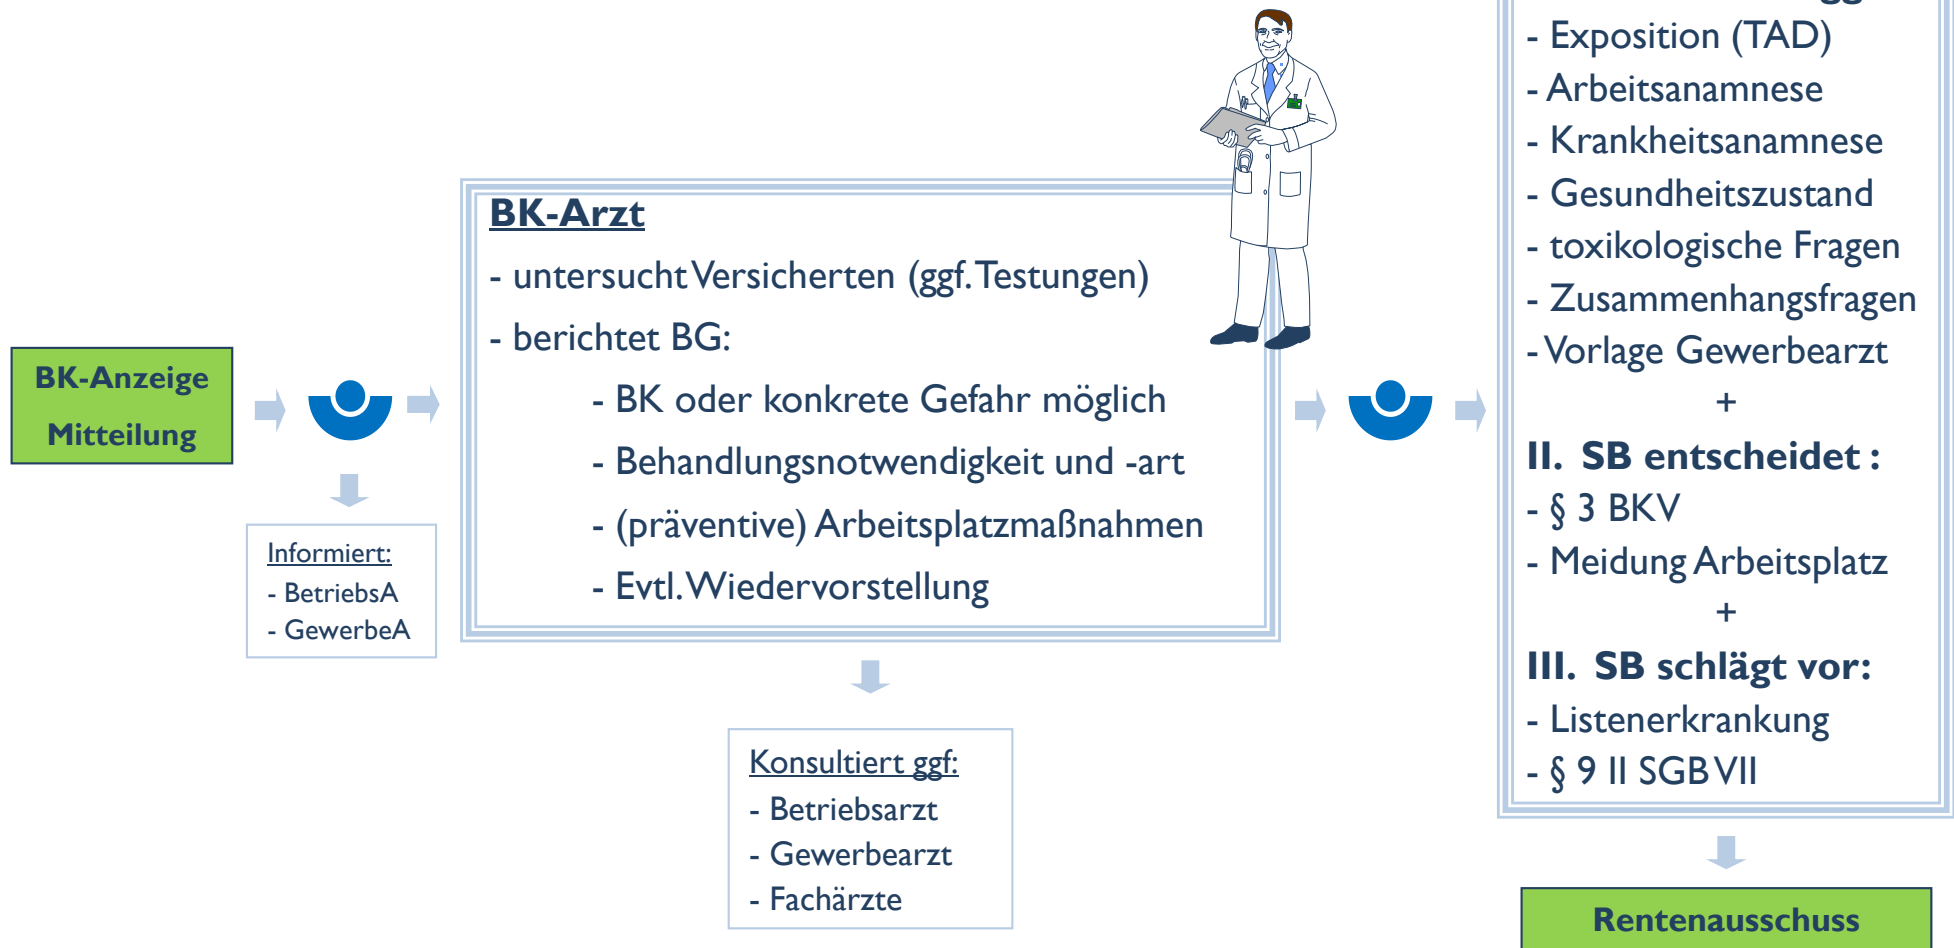 BK-Anzeige
Mitteilung
Informiert:
- BetriebsA
- GewerbeA
BK-Arzt
- untersucht Versicherten (ggf. Testungen)
- berichtet BG:
- BK oder konkrete Gefahr möglich
- Behandlungsnotwendigkeit und -art
- (präventive) Arbeitsplatzmaßnahmen
- Evtl. Wiedervorstellung
Konsultiert ggf:
- Betriebsarzt
- Gewerbearzt
- Fachärzte
- Exposition (TAD)
- Arbeitsanamnese
- Krankheitsanamnese
- Gesundheitszustand
- toxikologische Fragen
- Zusammenhangsfragen
- Vorlage Gewerbearzt
+
II. SB entscheidet :
- § 3 BKV
- Meidung Arbeitsplatz
+
III. SB schlägt vor:
- Listenerkrankung
- § 9 II SGB VII
Rentenausschuss